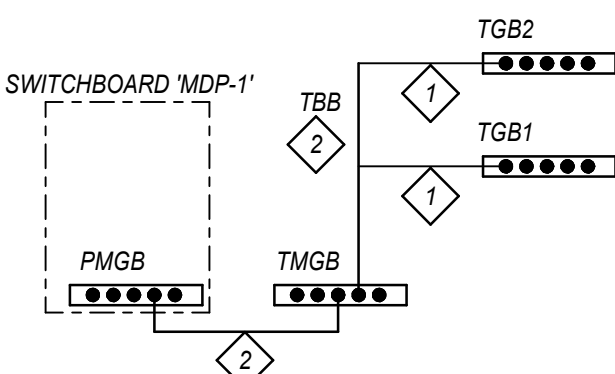 TGB2
SWITCHBOARD 'MDP-1'
1
TBB
TGB1
2
1
PMGB
TMGB
2